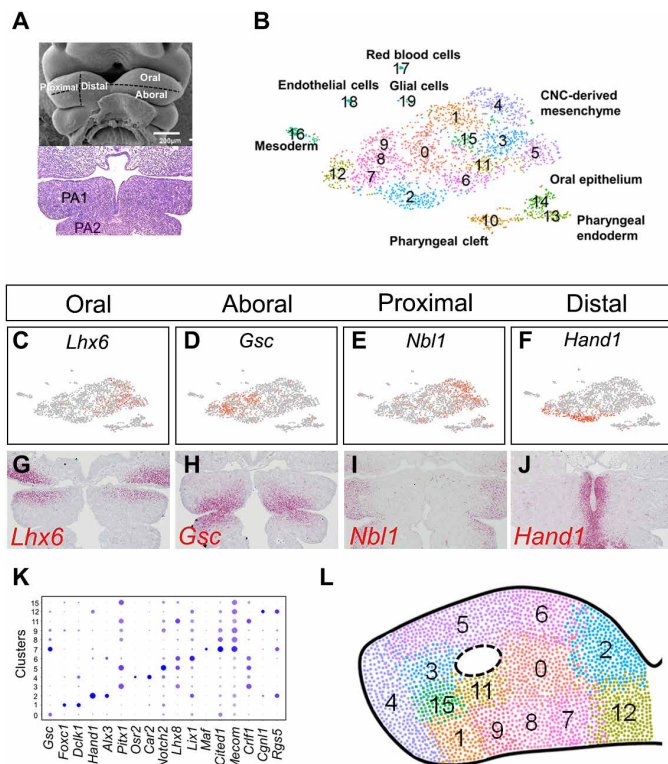 A
Proximal
Distal
Oral
Aboral
200μm
PA1
PA2
B
Red blood cells
17
Endothelial cells
Glial cells
18
19
4
CNC-derived
mesenchyme
1
16
Mesoderm
9
15
3
0
8
11
5
12
7
6
2
Oral epithelium
14
10
13
Pharyngeal cleft
Pharyngeal
endoderm
Oral
Aboral
Proximal
Distal
C
Lhx6
D
Gsc
E
Nbl1
F
Hand1
G
Lhx6
H
Gsc
I
Nbl1
J
Hand1
K
Clusters
15
12
11
9
8
7
6
5
4
3
2
1
0
Gsc
Foxc1
Dclk1
Hand1
Alx3
Pitx1
Osr2
Car2
Notch2
Lhx8
Lix1
Maf
Cited1
Mecom
Crlf1
Cgnl1
Rgs5
L
5
6
2
3
0
4
15
11
1
9
8
7
12